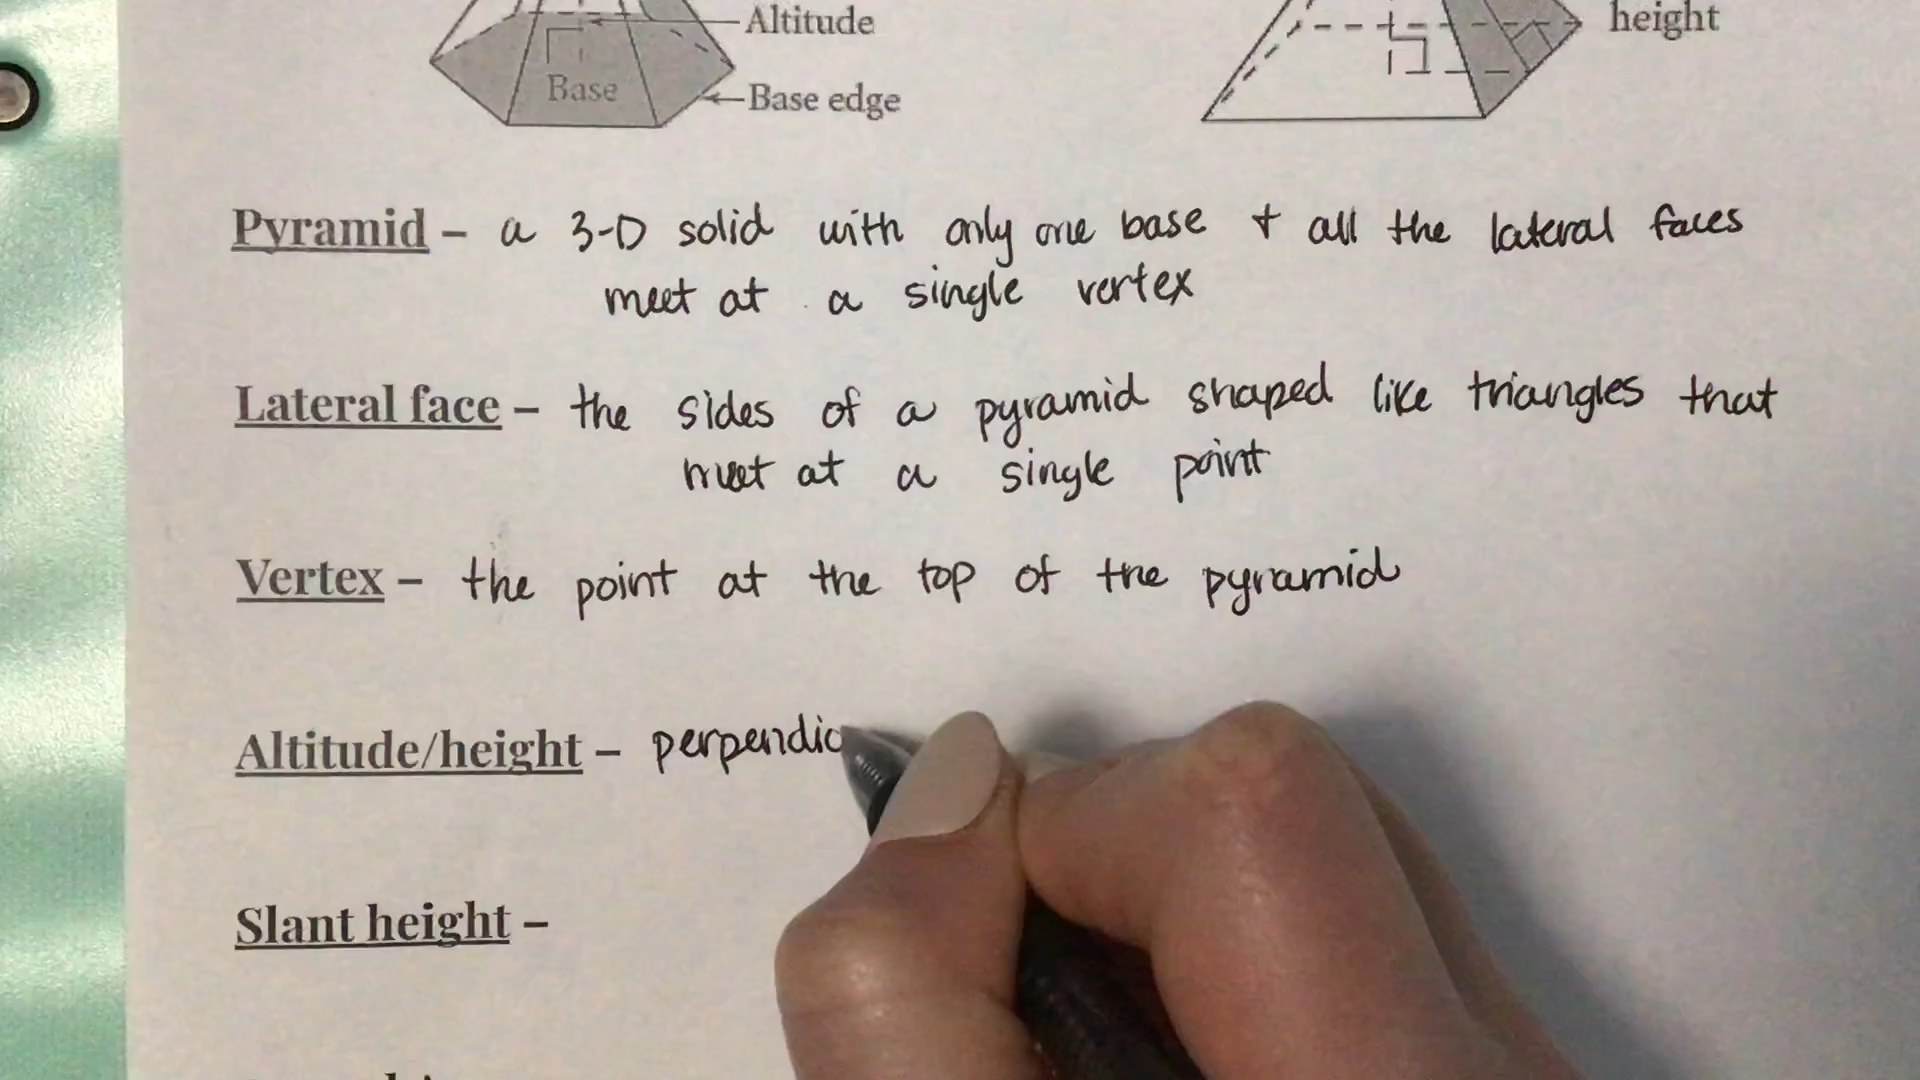 Altitude
height
Base
Base edge
Pyramid – a 3-D solid with only one base + all the lateral faces
meet at a single vertex
Lateral face – the sides of a pyramid shaped like triangles that
meet at a single point
Vertex – the point at the top of the pyramid
Altitude/height – perpendic
Slant height –